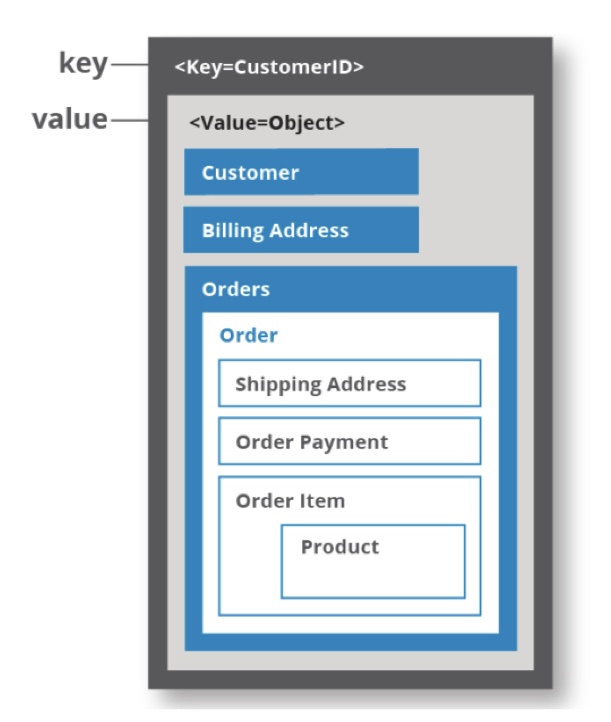 key
<Key=CustomerID>
value
<Value=Object>
Customer
Billing Address
Orders
Order
Shipping Address
Order Payment
Order Item
Product